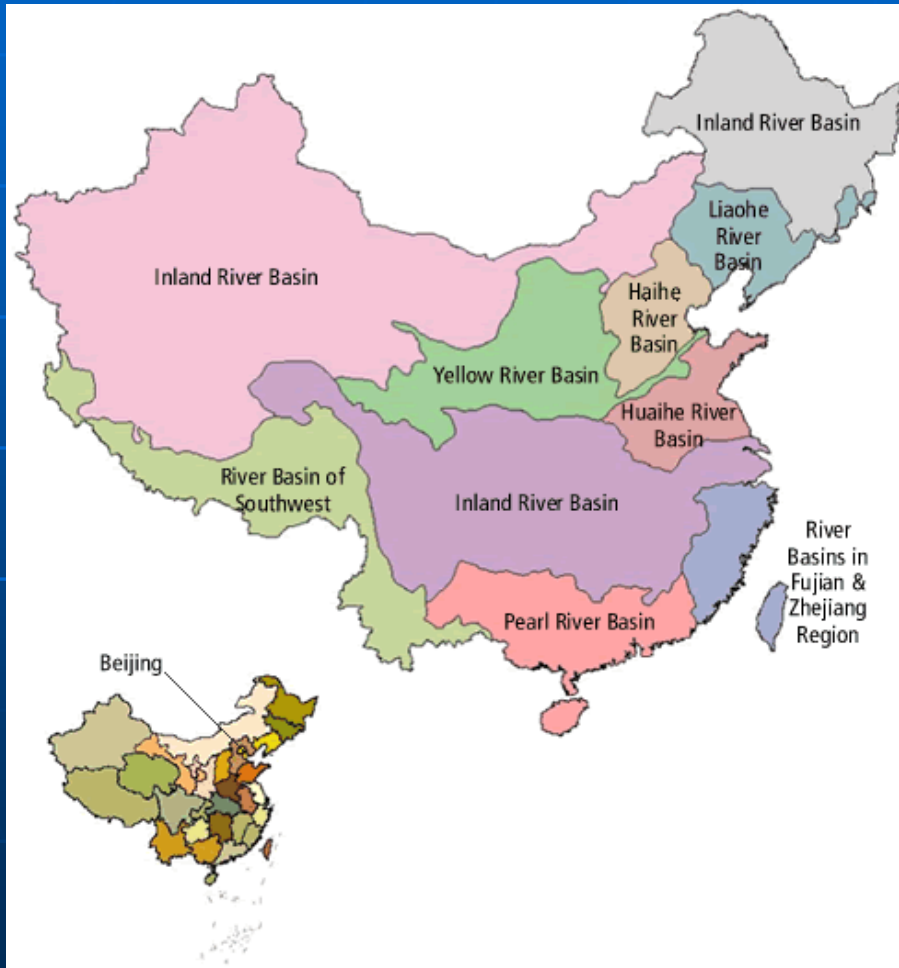 Inland River Basin
Liaohe
River
Basin
Inland River Basin
Haihe
River
Basin
Yellow River Basin
Huaihe River
Basin
River Basin of
Southwest
Inland River Basin
River
Basins in
Fujian &
Zhejiang
Region
Pearl River Basin
Beijing